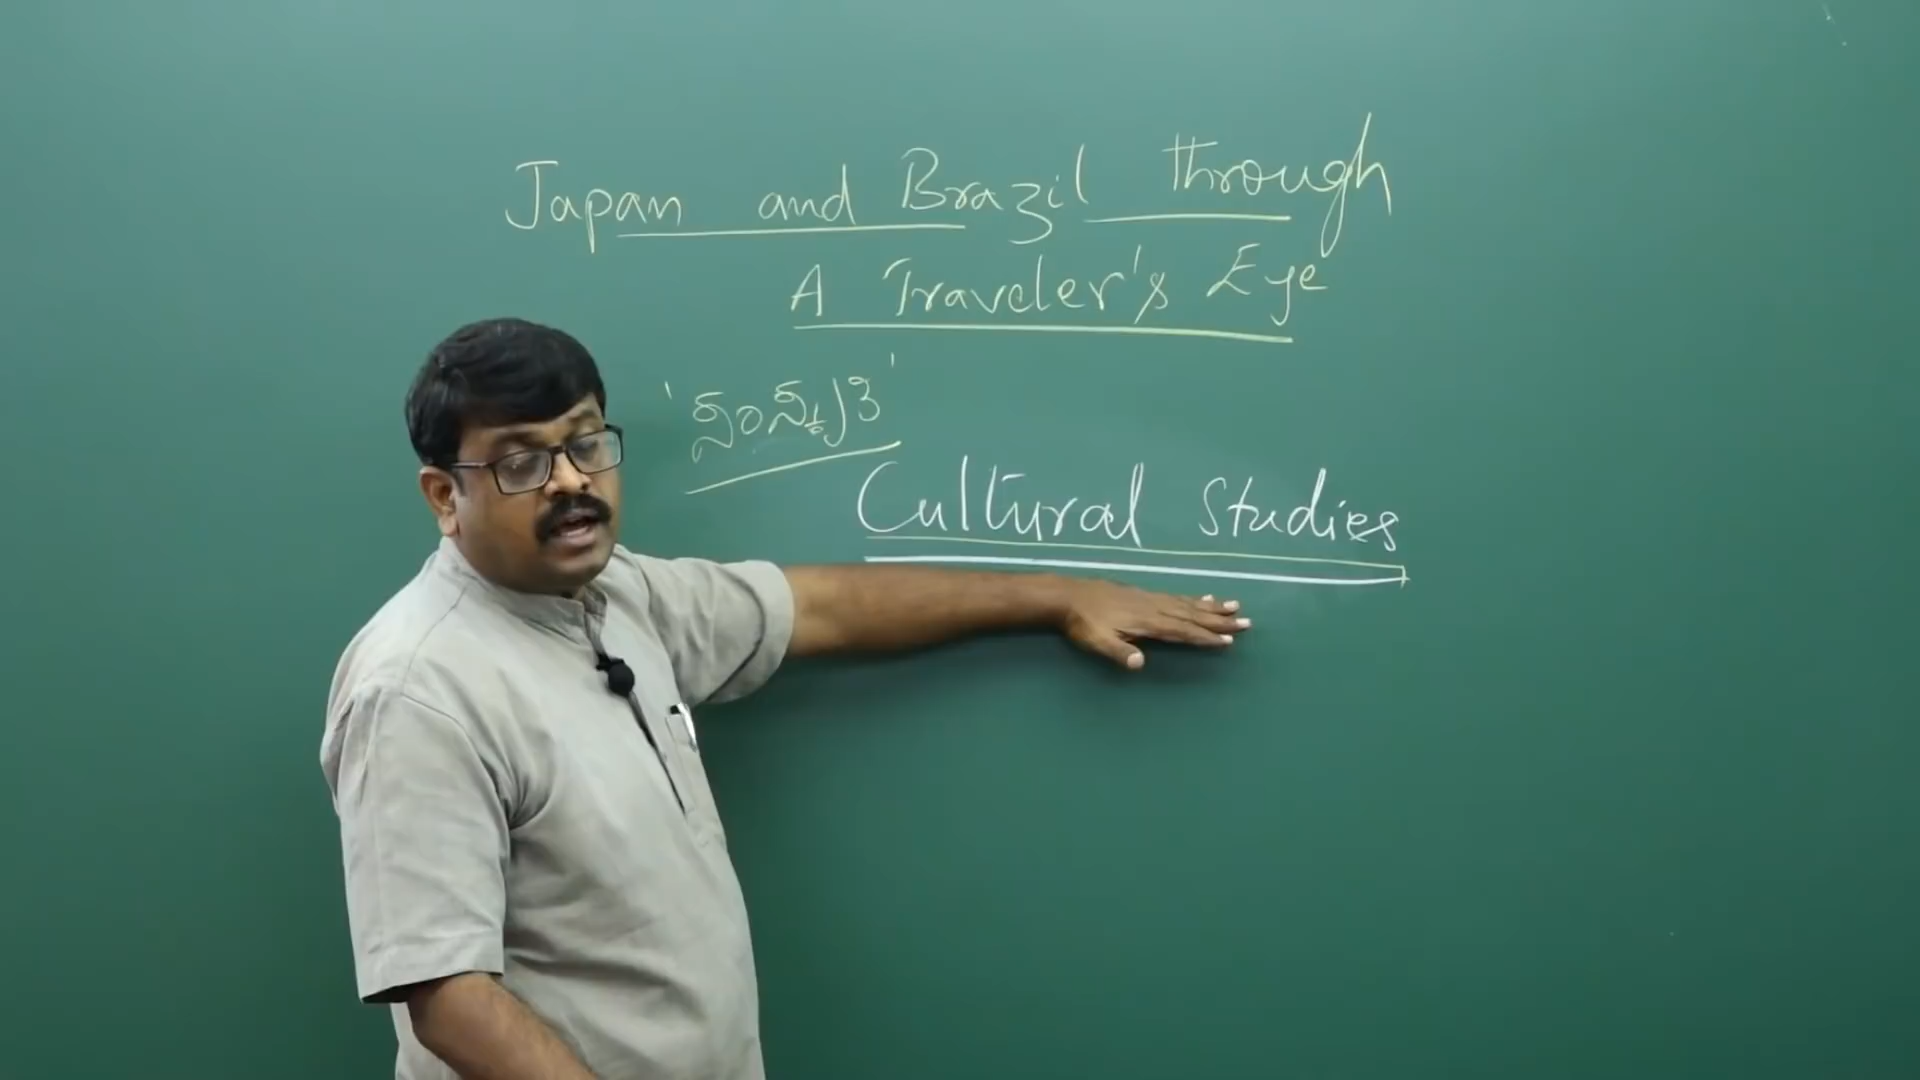 Japan and Brazil through
A Traveler's Eye
'ಸಂಸ್ಕೃತಿ'
Cultural Studies